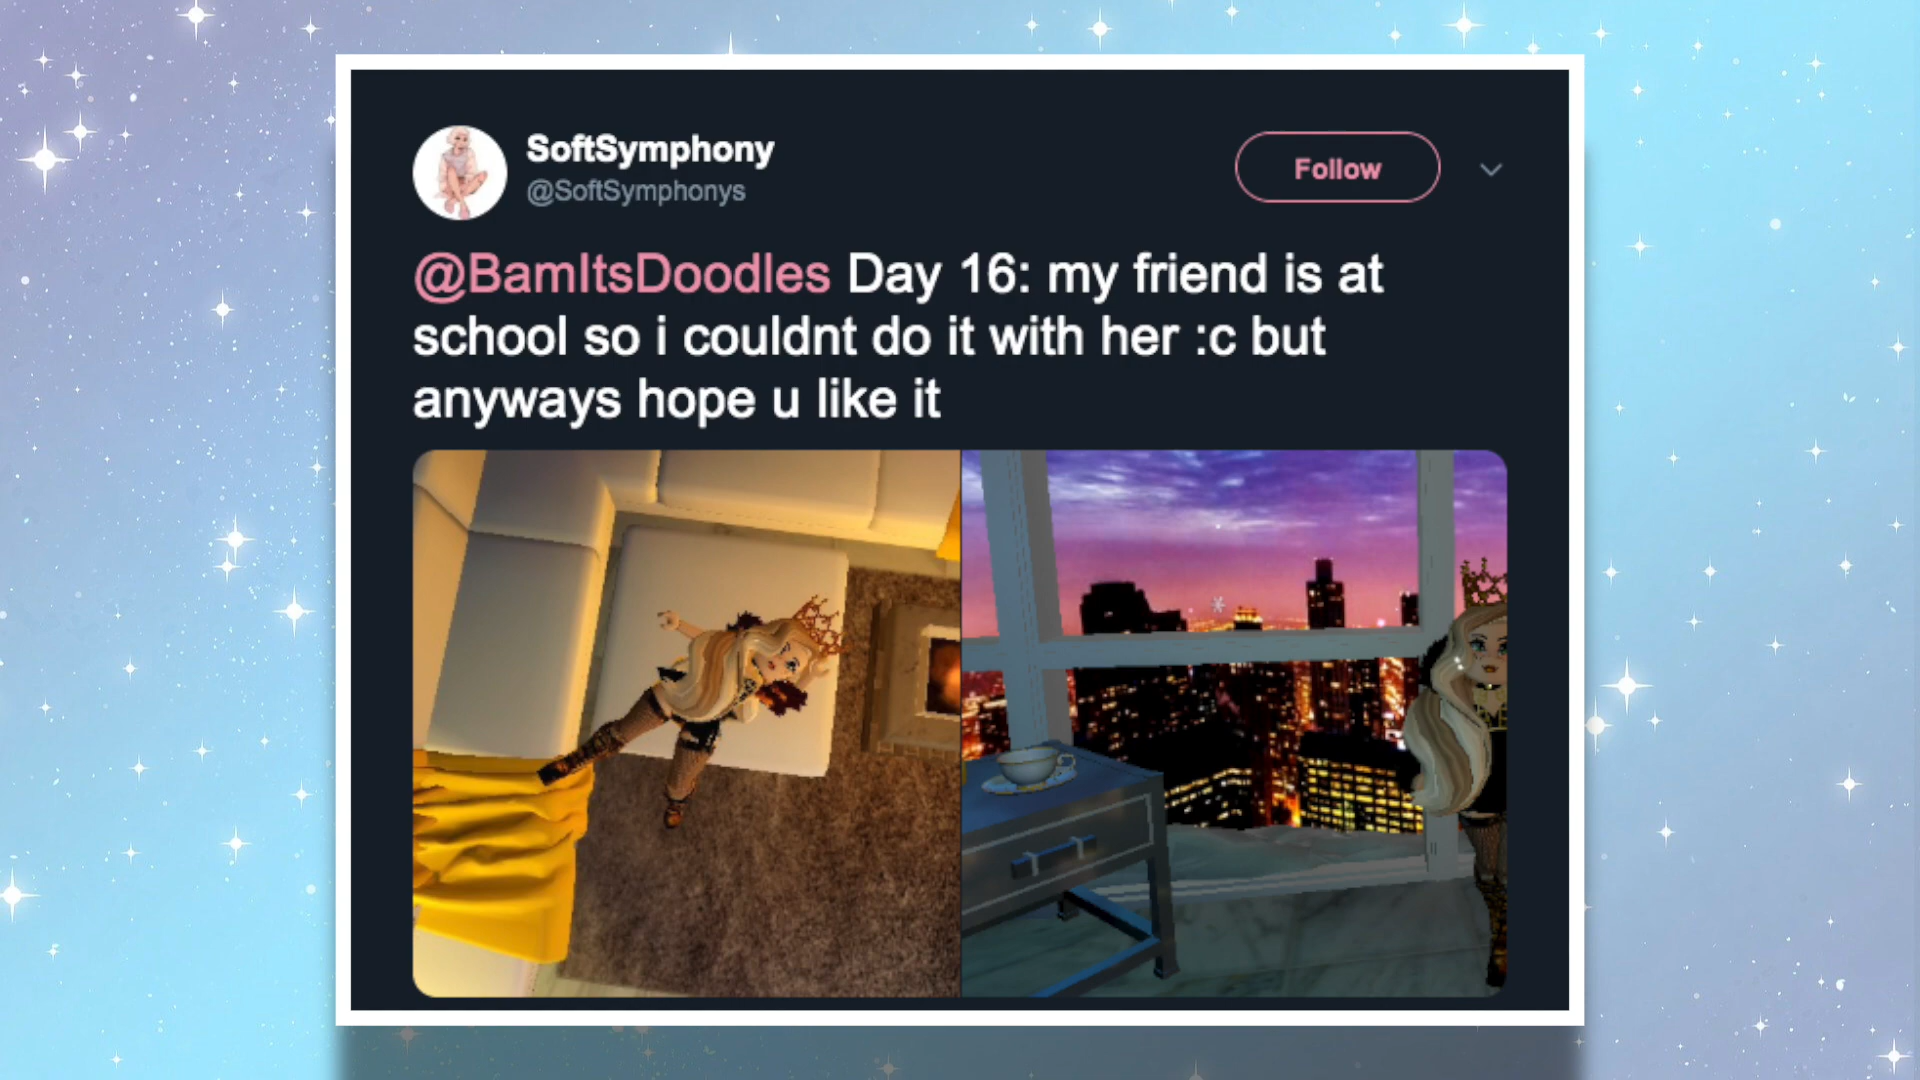 SoftSymphony
@SoftSymphonys
Follow
@BamItsDoodles Day 16: my friend is at
school so i couldnt do it with her :c but
anyways hope u like it